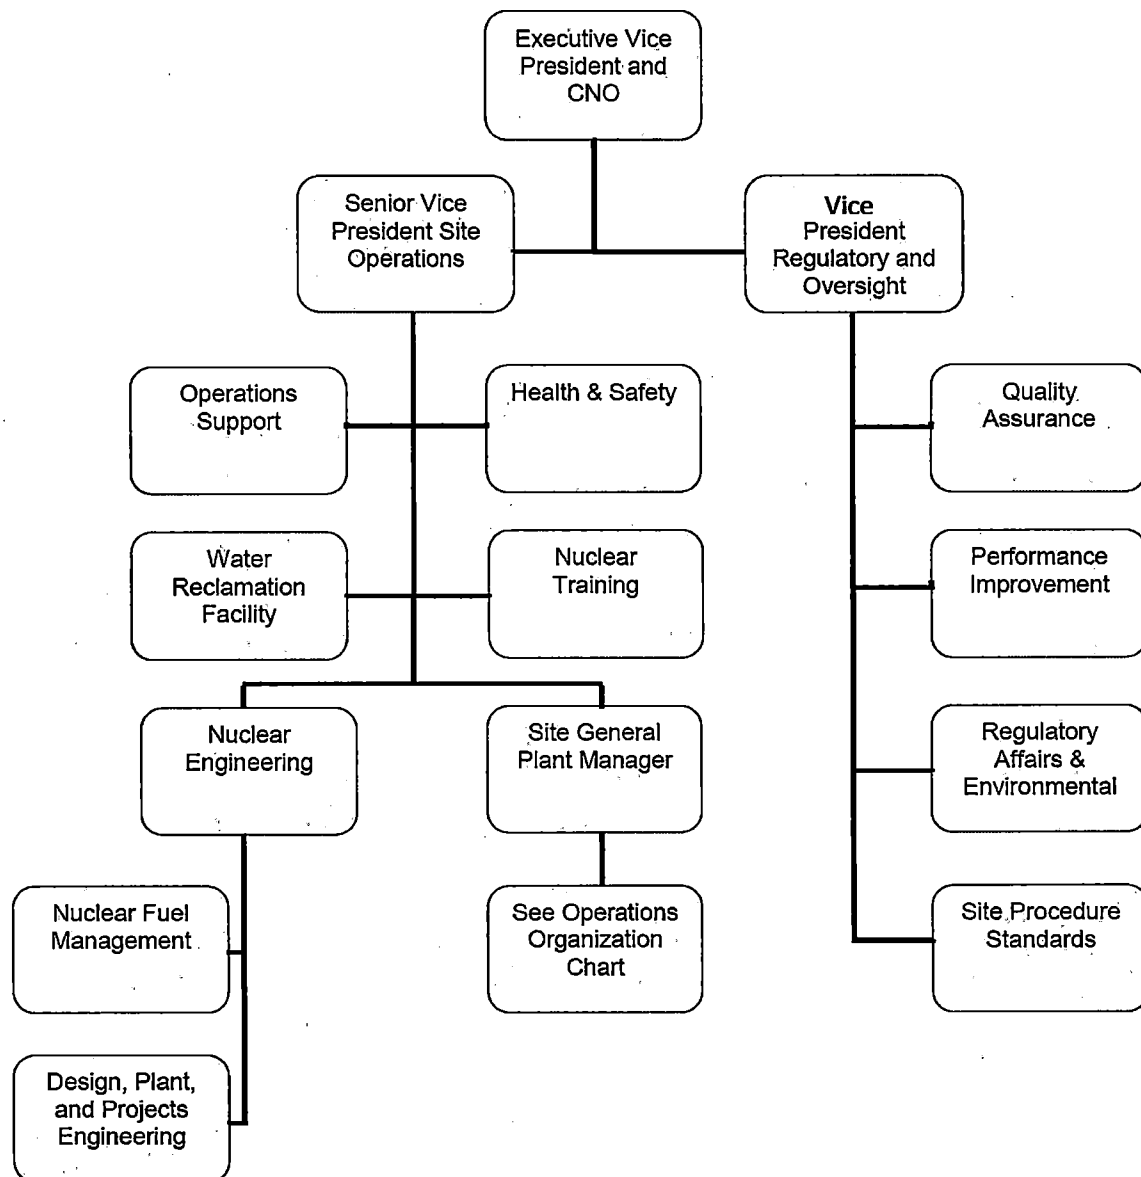 Executive Vice
President and
CNO
Senior Vice
President Site
Operations
Vice
President
Regulatory and
Oversight
Operations
Support
Health & Safety
Quality
Assurance
Water
Reclamation
Facility
Nuclear
Training
Performance
Improvement
Nuclear
Engineering
Site General
Plant Manager
Regulatory
Affairs &
Environmental
Nuclear Fuel
Management
See Operations
Organization
Chart
Site Procedure
Standards
Design, Plant,
and Projects
Engineering